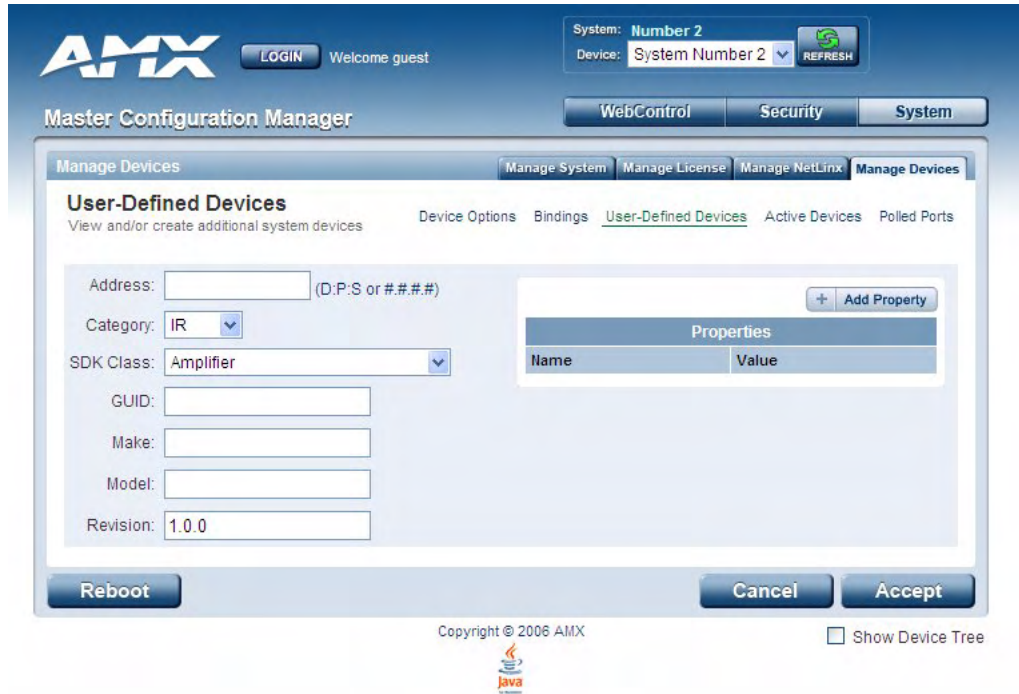 AMX
LOGIN Welcome guest
System: Number 2
Device: System Number 2
REFRESH
Master Configuration Manager
WebControl Security System
Manage Devices
Manage System Manage License Manage NetLinx Manage Devices
User-Defined Devices
View and/or create additional system devices
Device Options Bindings User-Defined Devices Active Devices Polled Ports
Address: (D:P:S or #.#.#.#)
+ Add Property
Category: IR
Properties
SDK Class: Amplifier
Name Value
GUID:
Make:
Model:
Revision: 1.0.0
Reboot Cancel Accept
Copyright © 2006 AMX
Show Device Tree
Java